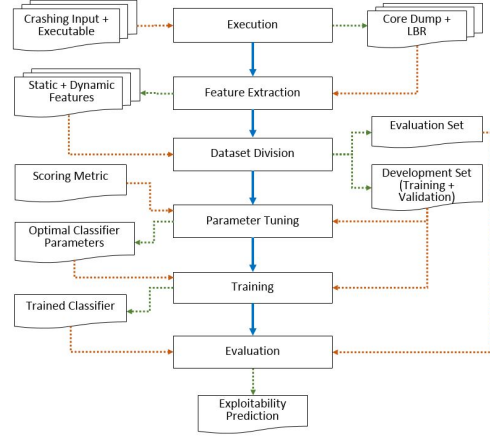 Crashing Input +
Executable
Execution
Core Dump +
LBR
Static + Dynamic
Features
Feature Extraction
Evaluation Set
Dataset Division
Scoring Metric
Development Set
(Training +
Validation)
Parameter Tuning
Optimal Classifier
Parameters
Training
Trained Classifier
Evaluation
Exploitability
Prediction